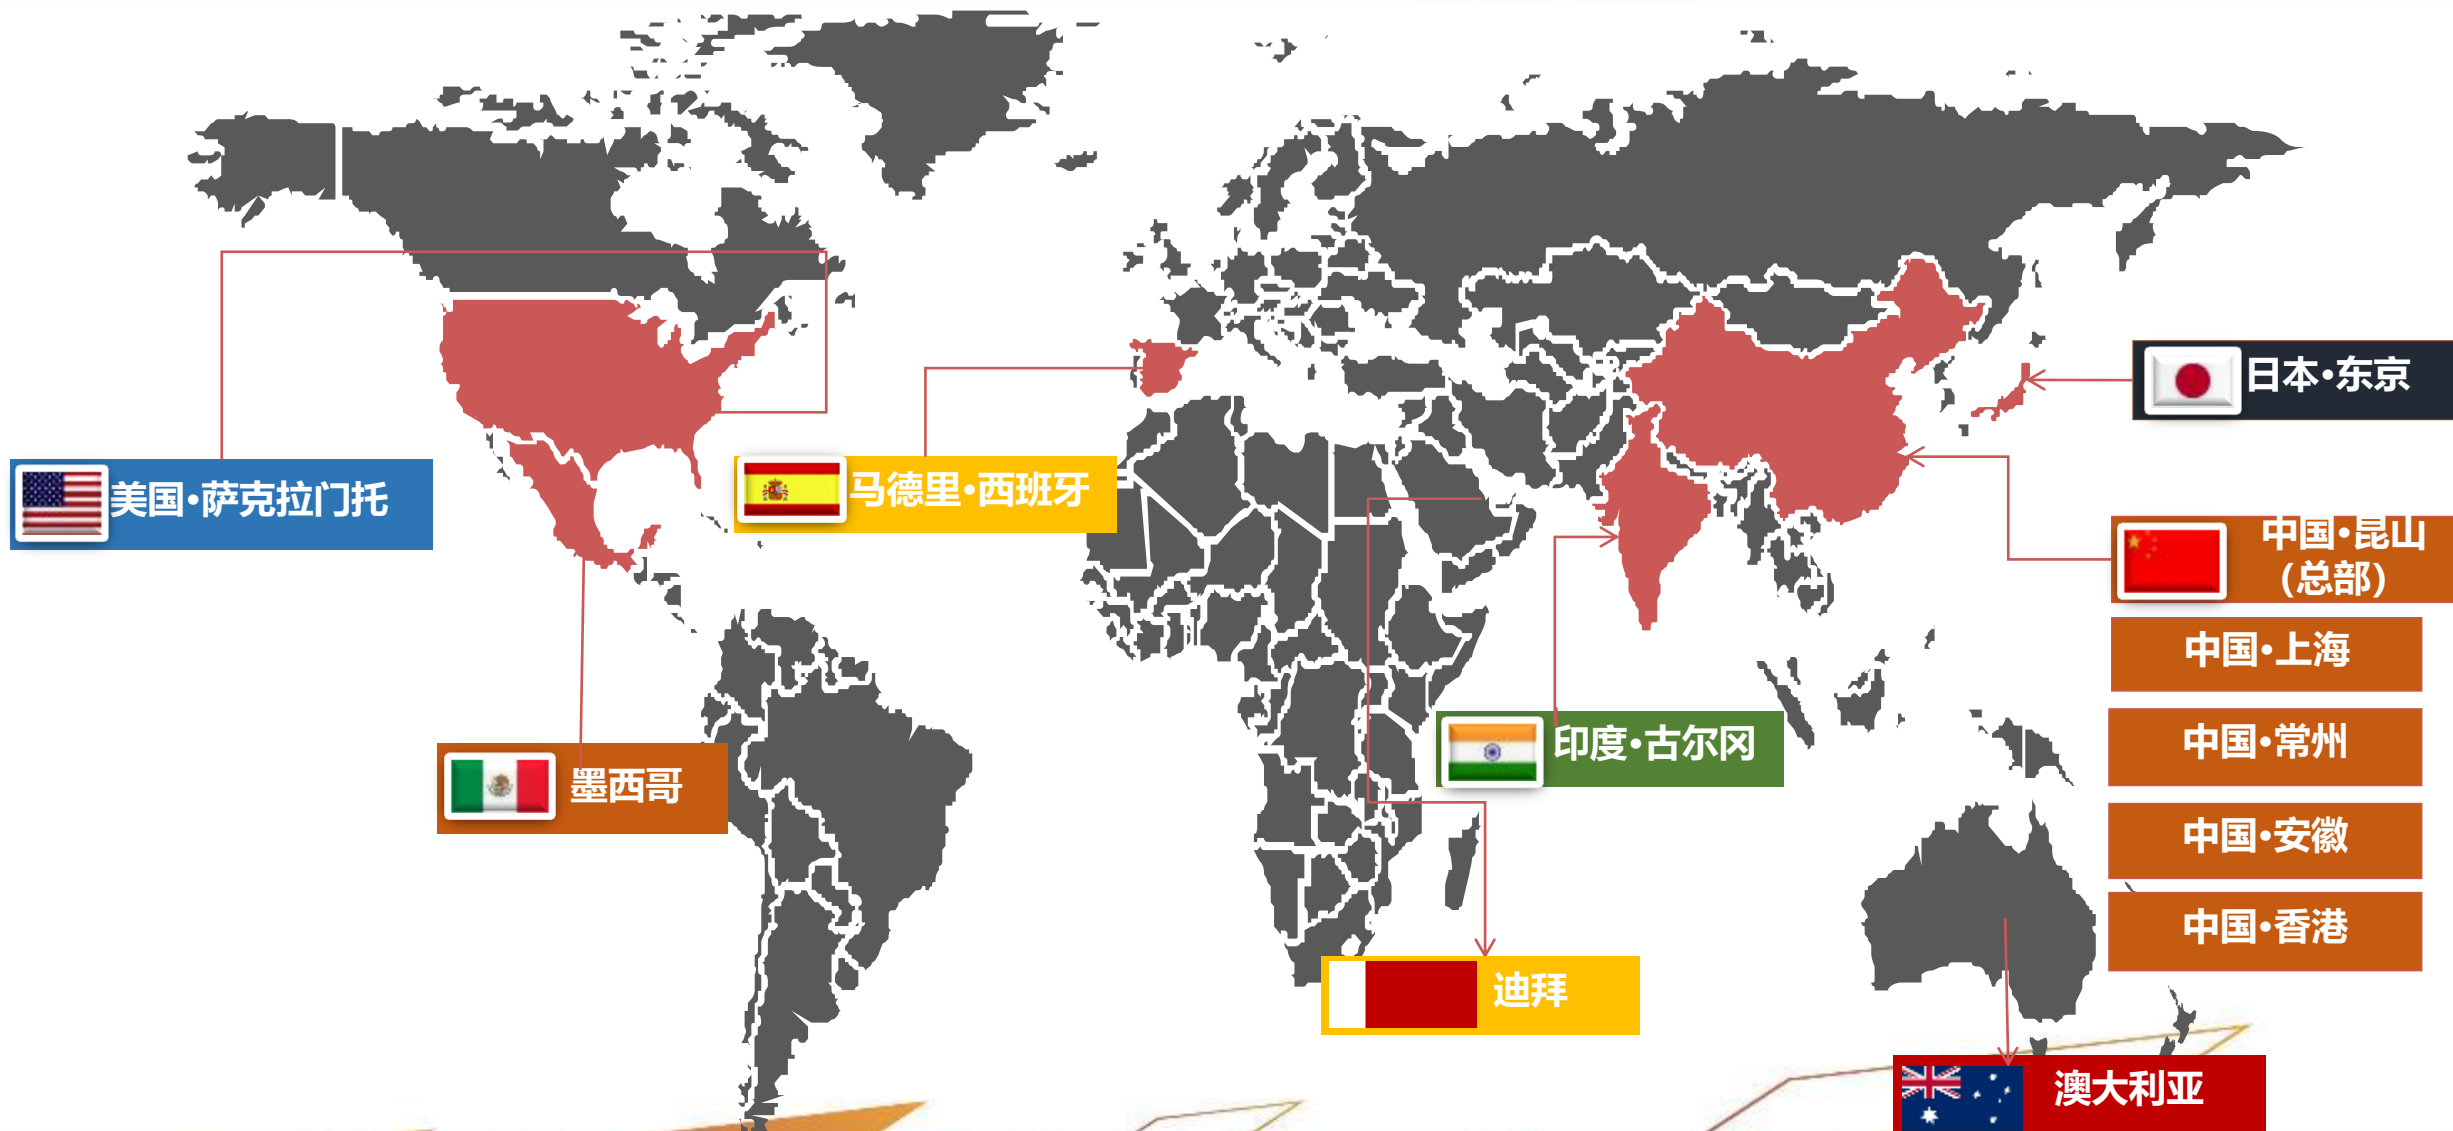 日本•东京
美国•萨克拉门托
马德里•西班牙
中国•昆山
（总部）
中国•上海
中国•常州
印度•古尔冈
墨西哥
中国•安徽
中国•香港
迪拜
澳大利亚